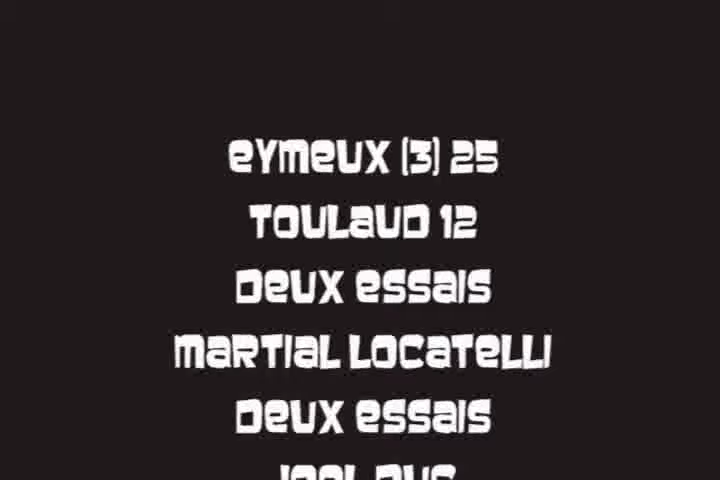 eymeux (3) 25
Toulaud 12
Deux essais
Martial Locatelli
Deux essais